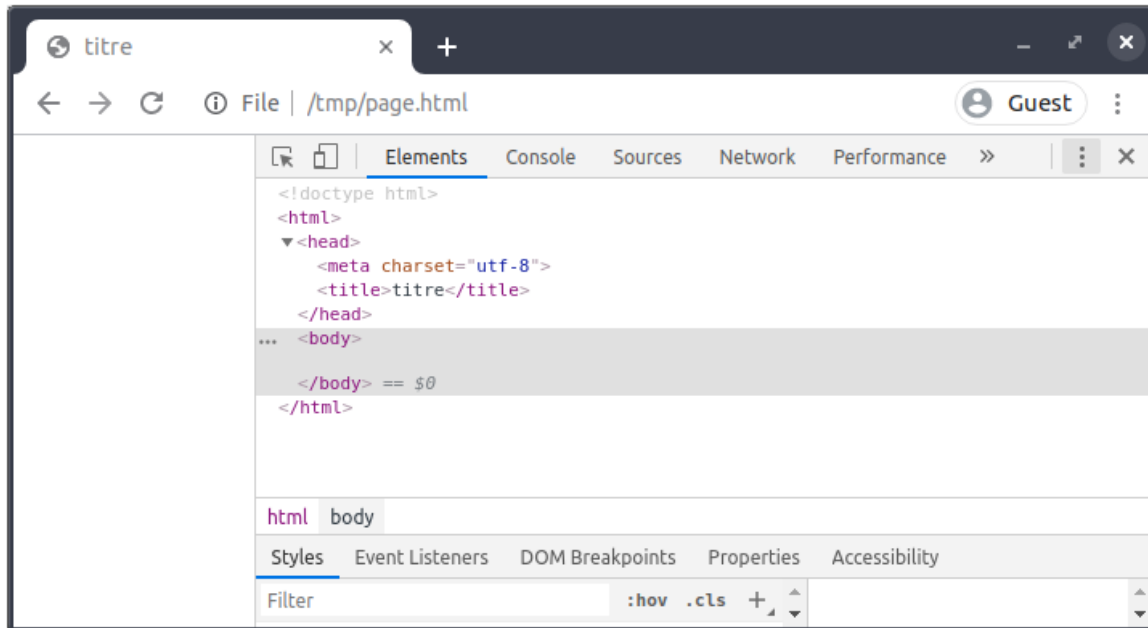 titre
File | /tmp/page.html Guest
Elements Console Sources Network Performance »
<!doctype html>
<html>
▼<head>
<meta charset="utf-8">
<title>titre</title>
</head>
... <body>
</body> == $0
</html>
html body
Styles Event Listeners DOM Breakpoints Properties Accessibility
Filter :hov .cls +